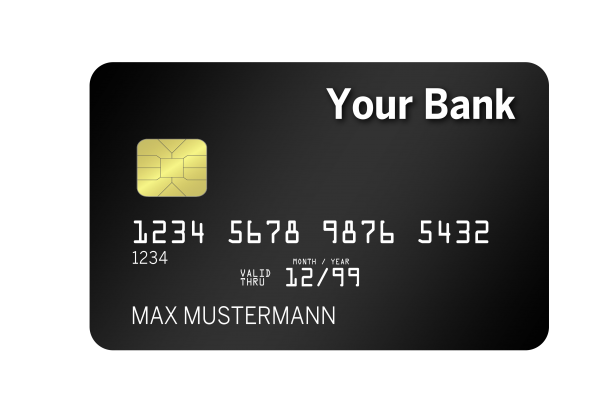 Your Bank
1234 5678 9876 5432
1234
MONTH / YEAR
VALID THRU 12/99
MAX MUSTERMANN